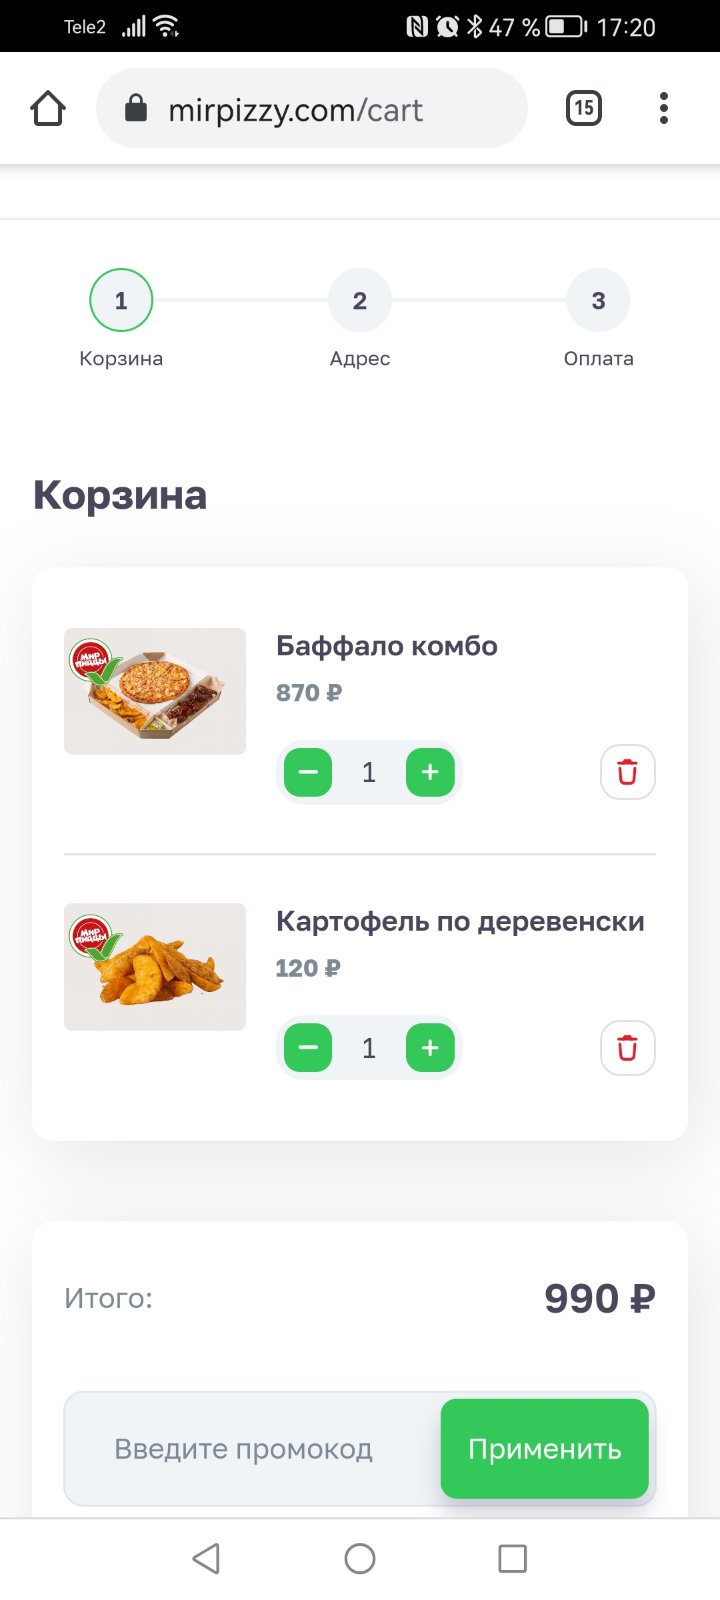 Tele2 47 % 17:20
mirpizzy.com/cart 15
1 2 3
Корзина Адрес Оплата
Корзина
Мир
пиццы
Баффало комбо
870 ₽
1
Мир
пиццы
Картофель по деревенски
120 ₽
1
Итого: 990 ₽
Введите промокод Применить